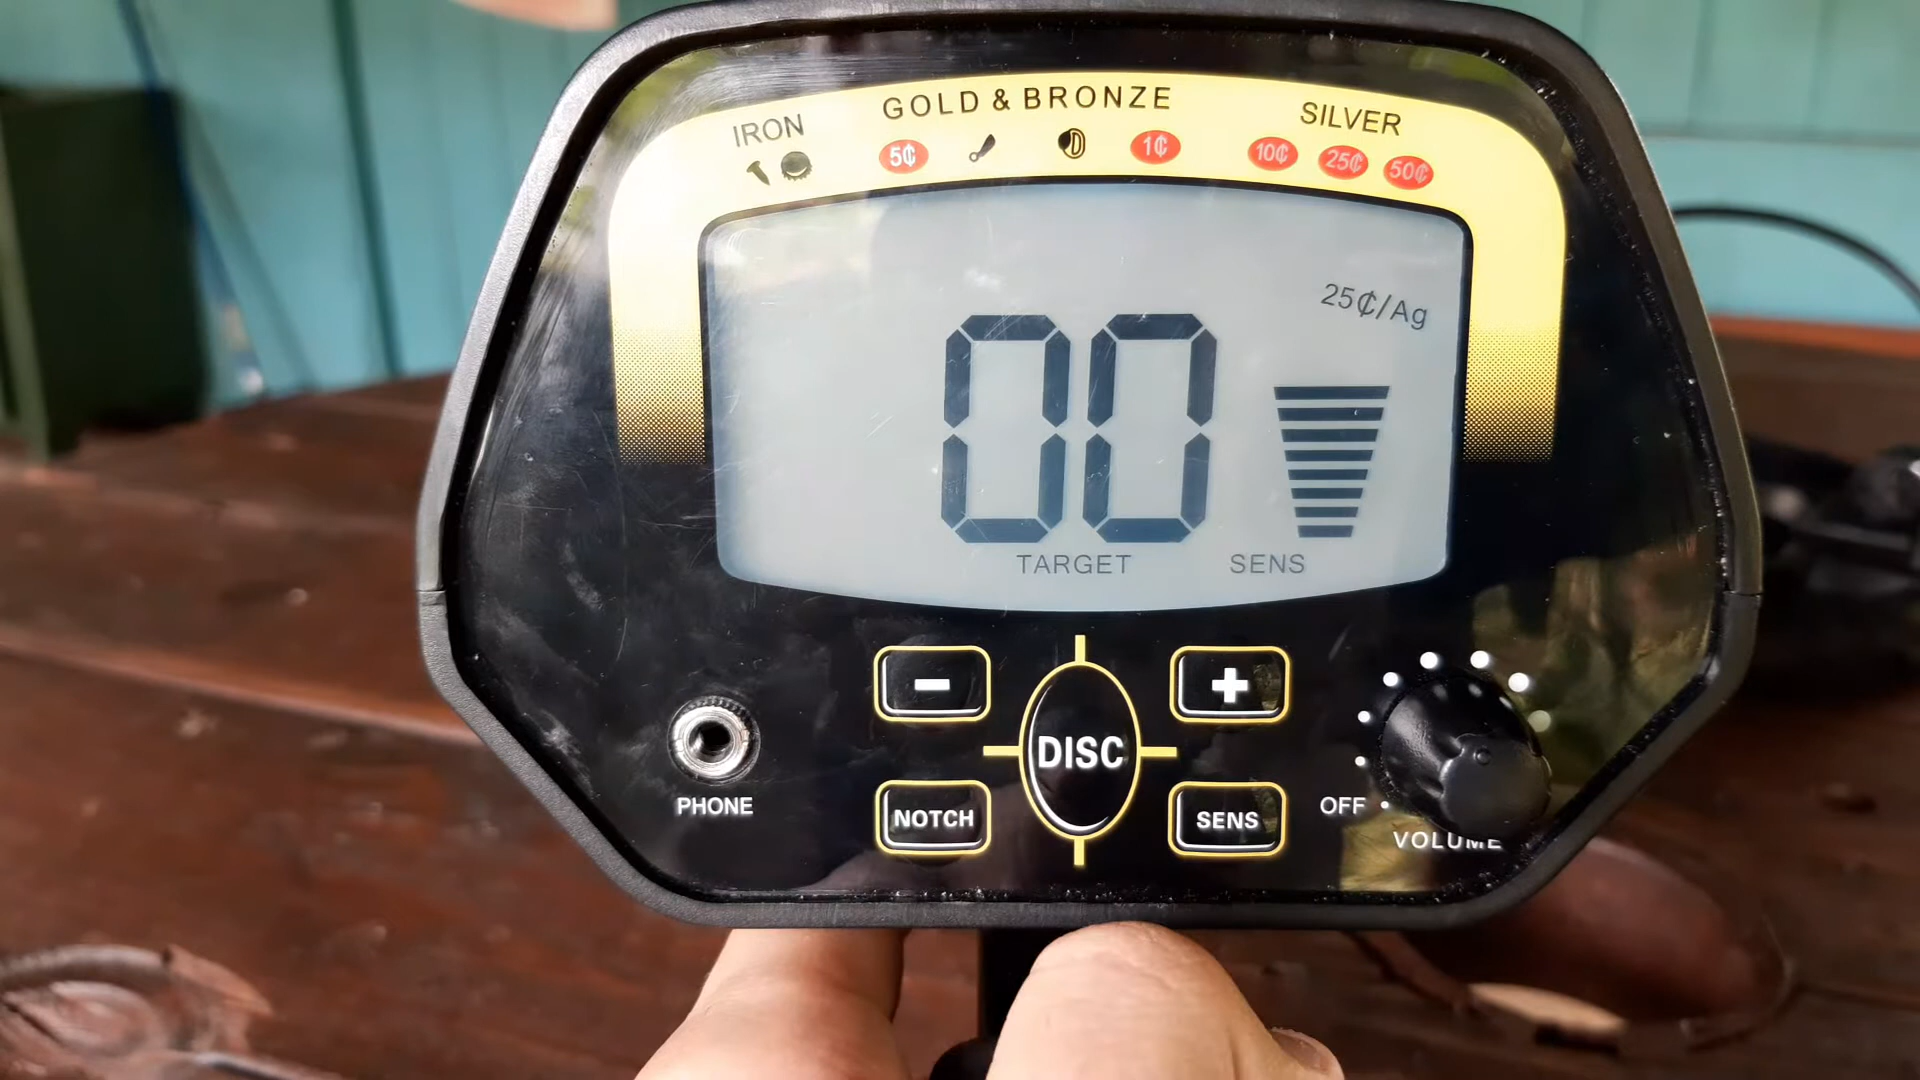 GOLD & BRONZE
IRON
SILVER
5¢
D
1¢
10¢
25¢
50¢
25¢/Ag
00
TARGET
SENS
-
+
DISC
PHONE
NOTCH
SENS
OFF
VOLUME